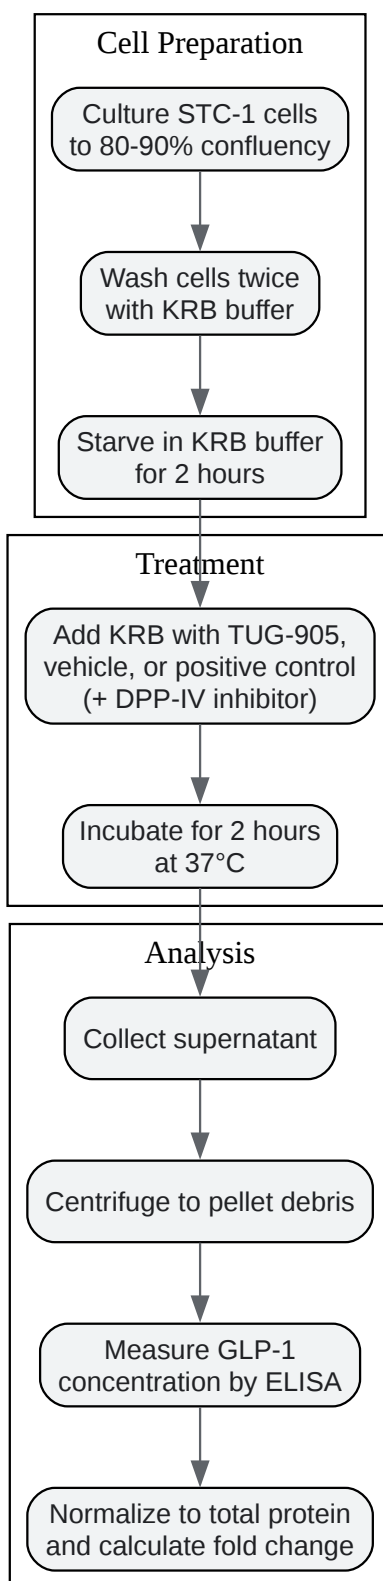 Cell Preparation
Culture STC-1 cells
to 80-90% confluency
Wash cells twice
with KRB buffer
Starve in KRB buffer
for 2 hours
Treatment
Add KRB with TUG-905,
vehicle, or positive control
(+ DPP-IV inhibitor)
Incubate for 2 hours
at 37°C
Analysis
Collect supernatant
Centrifuge to pellet debris
Measure GLP-1
concentration by ELISA
Normalize to total protein
and calculate fold change